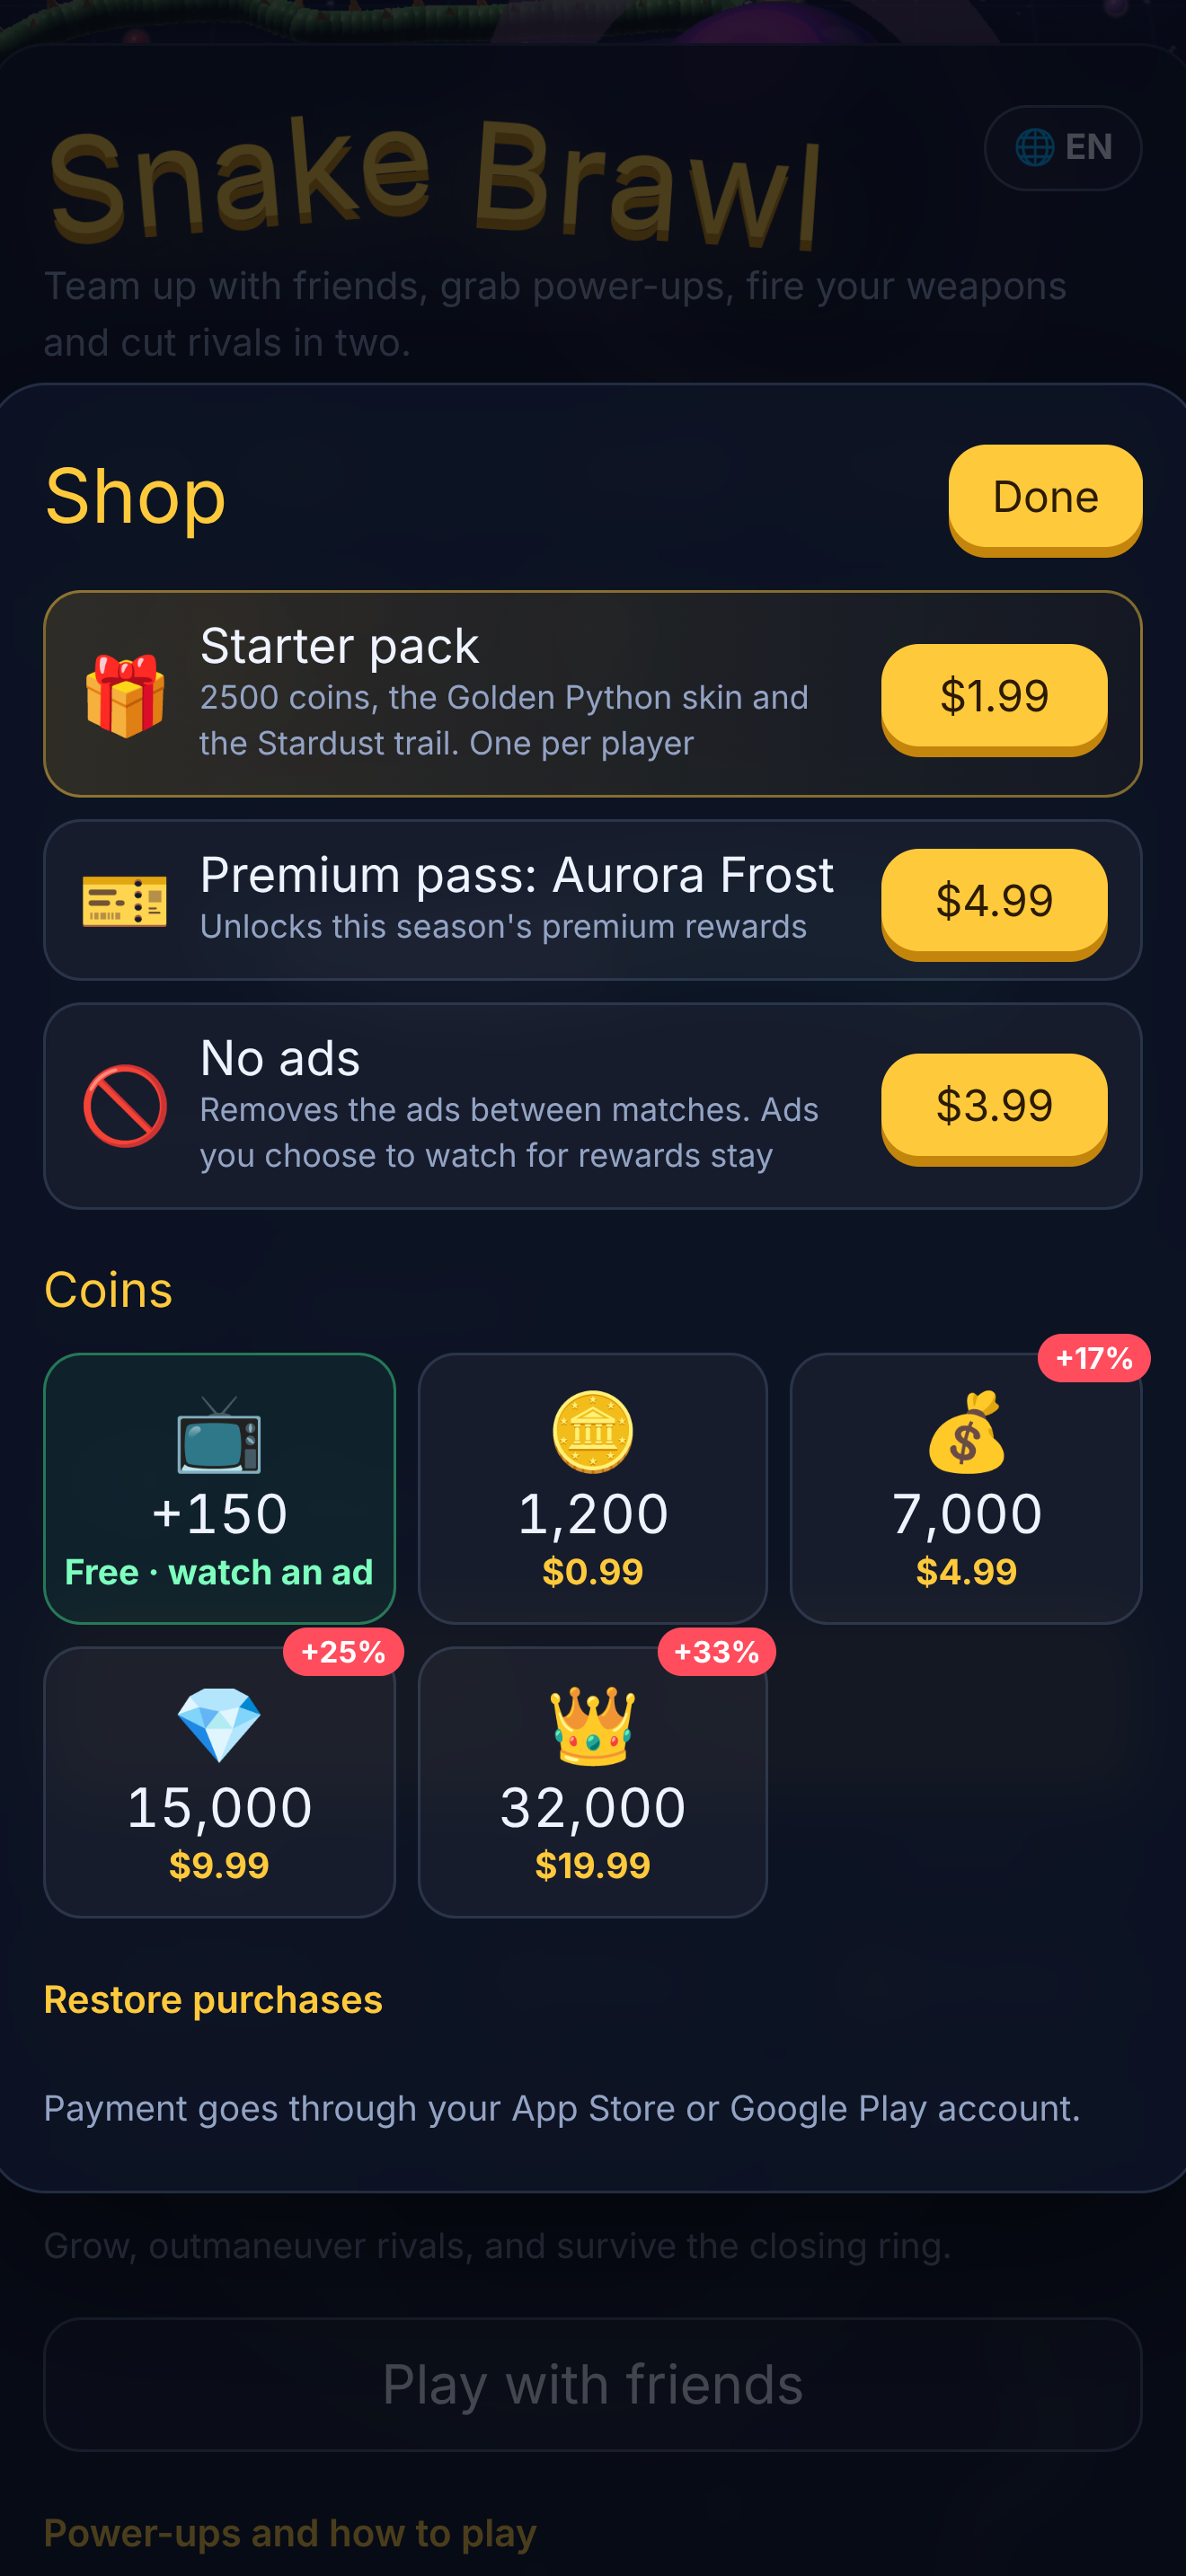 Snake Brawl
🌐 EN
Team up with friends, grab power-ups, fire your weapons
and cut rivals in two.
Shop
Done
Starter pack
2500 coins, the Golden Python skin and
the Stardust trail. One per player
$1.99
Premium pass: Aurora Frost
Unlocks this season's premium rewards
$4.99
No ads
Removes the ads between matches. Ads
you choose to watch for rewards stay
$3.99
Coins
+150
Free · watch an ad
1,200
$0.99
+17%
7,000
$4.99
+25%
15,000
$9.99
+33%
32,000
$19.99
Restore purchases
Payment goes through your App Store or Google Play account.
Grow, outmaneuver rivals, and survive the closing ring.
Play with friends
Power-ups and how to play